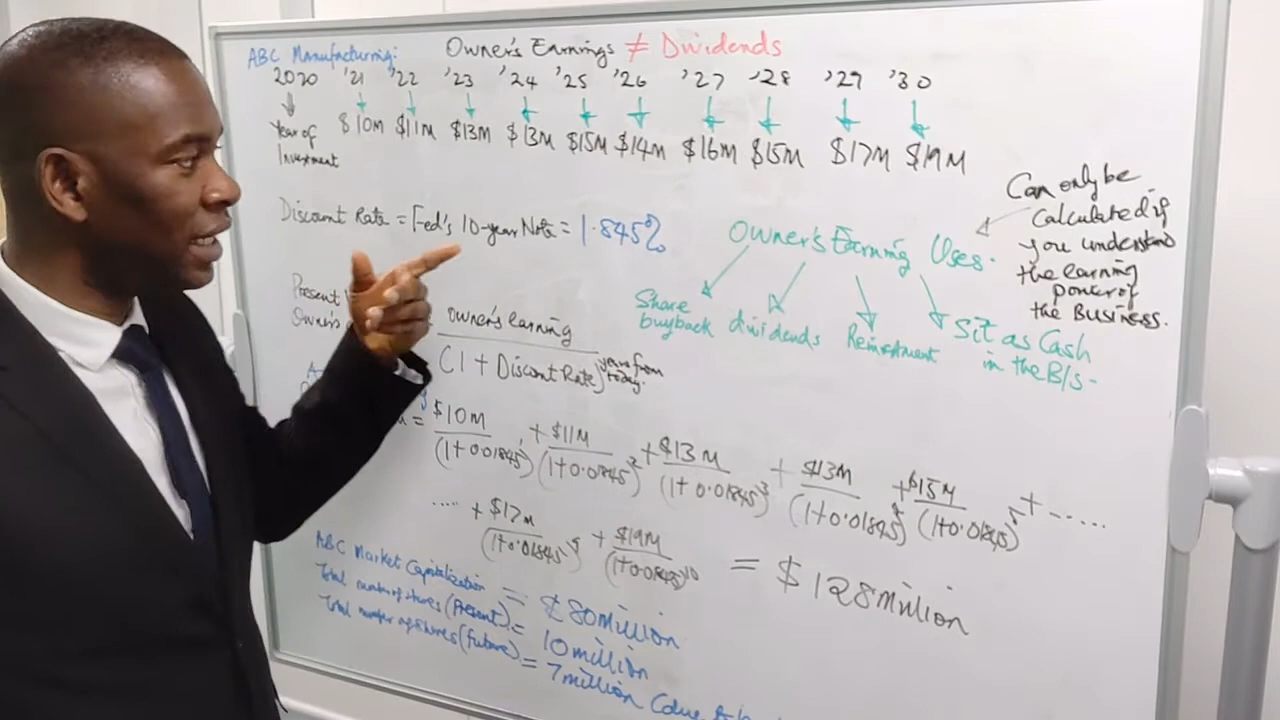 ABC Manufacturing:
Owner's Earnings ≠ Dividends
2020 '21 '22 '23 '24 '25 '26 '27 '28 '29 '30
Year of
Investment
$10M $11M $13M $13M $15M $14M $16M $15M $17M $19M
Discount Rate = Fed's 10-year Note = 1.845%
Owner's Earning Uses.
Can only be
Calculated if
you understand
the earning
power of
the Business.
Share
buyback
dividends
Reinvestment
Sit as Cash
in the B/S-
Present
Owner's
owner's earning
(1 + Discount Rate) years from
today.
= $10M + $11M + $13M + $13M + $15M + ......
(1+0.01845)¹ (1+0.01845)² (1+0.01845)³ (1+0.01845)⁴ (1+0.01845)⁵
..... + $17M + $19M = $128 million
(1+0.01845)⁹ (1+0.01845)¹⁰
ABC Market Capitalization = $80million
Total number of shares (Present) = 10 million
Total number of shares (future) = 7 million (due